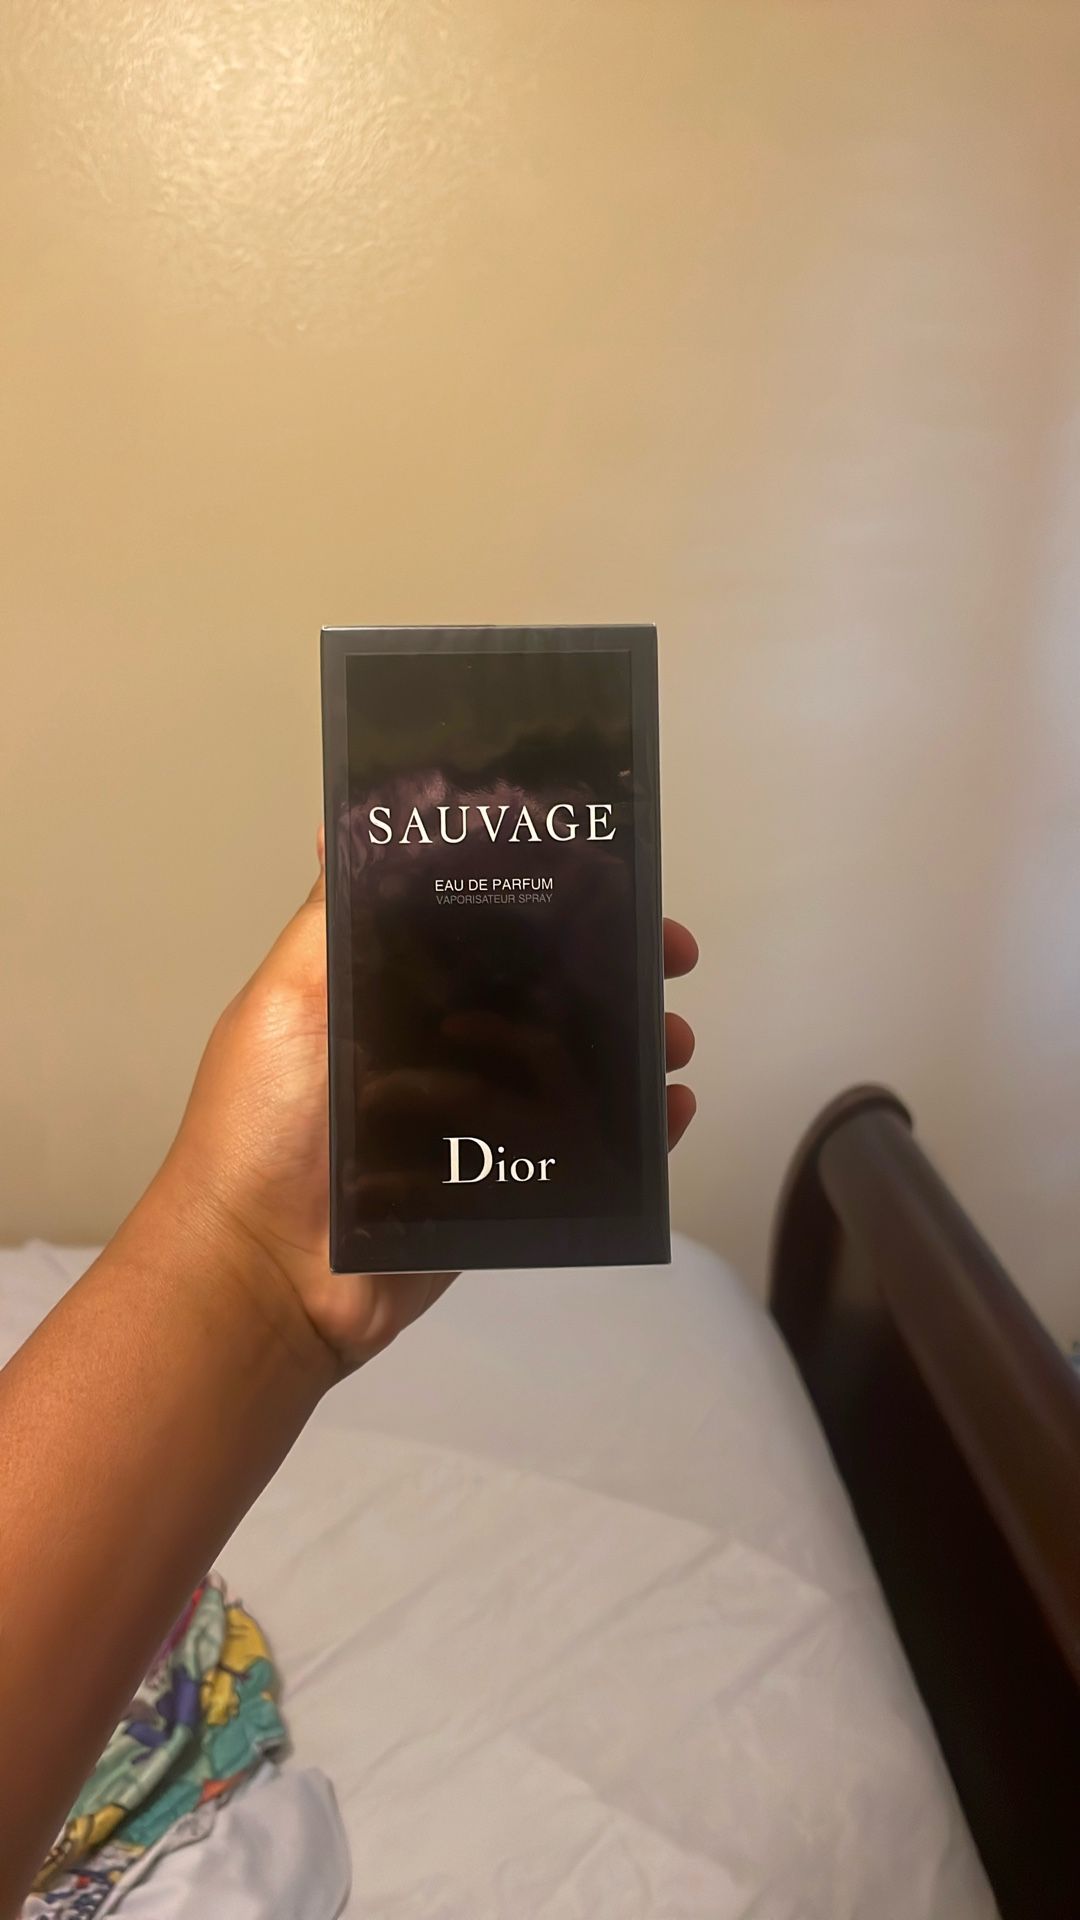 SAUVAGE
EAU DE PARFUM
VAPORISATEUR SPRAY
Dior